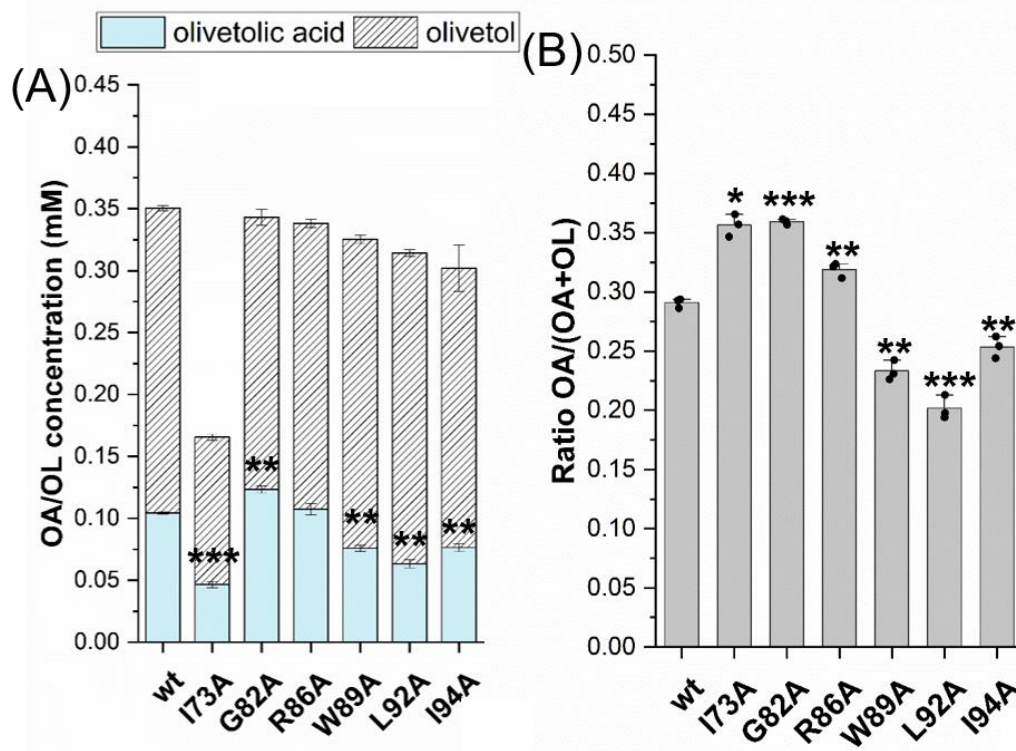 olivetolic acid olivetol
(A)
OA/OL concentration (mM)
0.45
0.40
0.35
0.30
0.25
0.20
0.15
0.10
0.05
0.00
***
**
**
**
**
wt
I73A
G82A
R86A
W89A
L92A
I94A
(B)
Ratio OA/(OA+OL)
0.50
0.45
0.40
0.35
0.30
0.25
0.20
0.15
0.10
0.05
0.00
*
***
**
**
***
**
wt
I73A
G82A
R86A
W89A
L92A
I94A